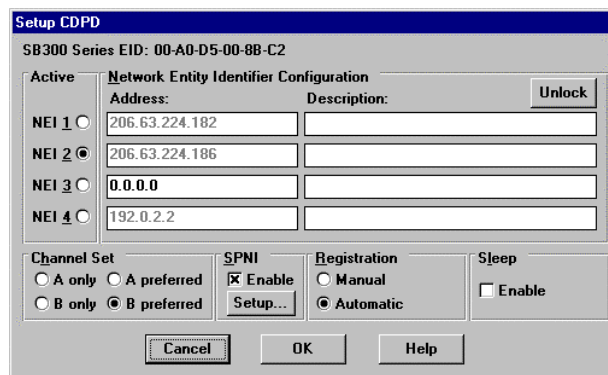 Setup CDPD
SB300 Series EID: 00-A0-D5-00-8B-C2
Active
Network Entity Identifier Configuration
Address: Description: Unlock
NEI 1 206.63.224.182
NEI 2 206.63.224.186
NEI 3 0.0.0.0
NEI 4 192.0.2.2
Channel Set
A only A preferred
B only B preferred
SPNI
Enable
Setup...
Registration
Manual
Automatic
Sleep
Enable
Cancel OK Help